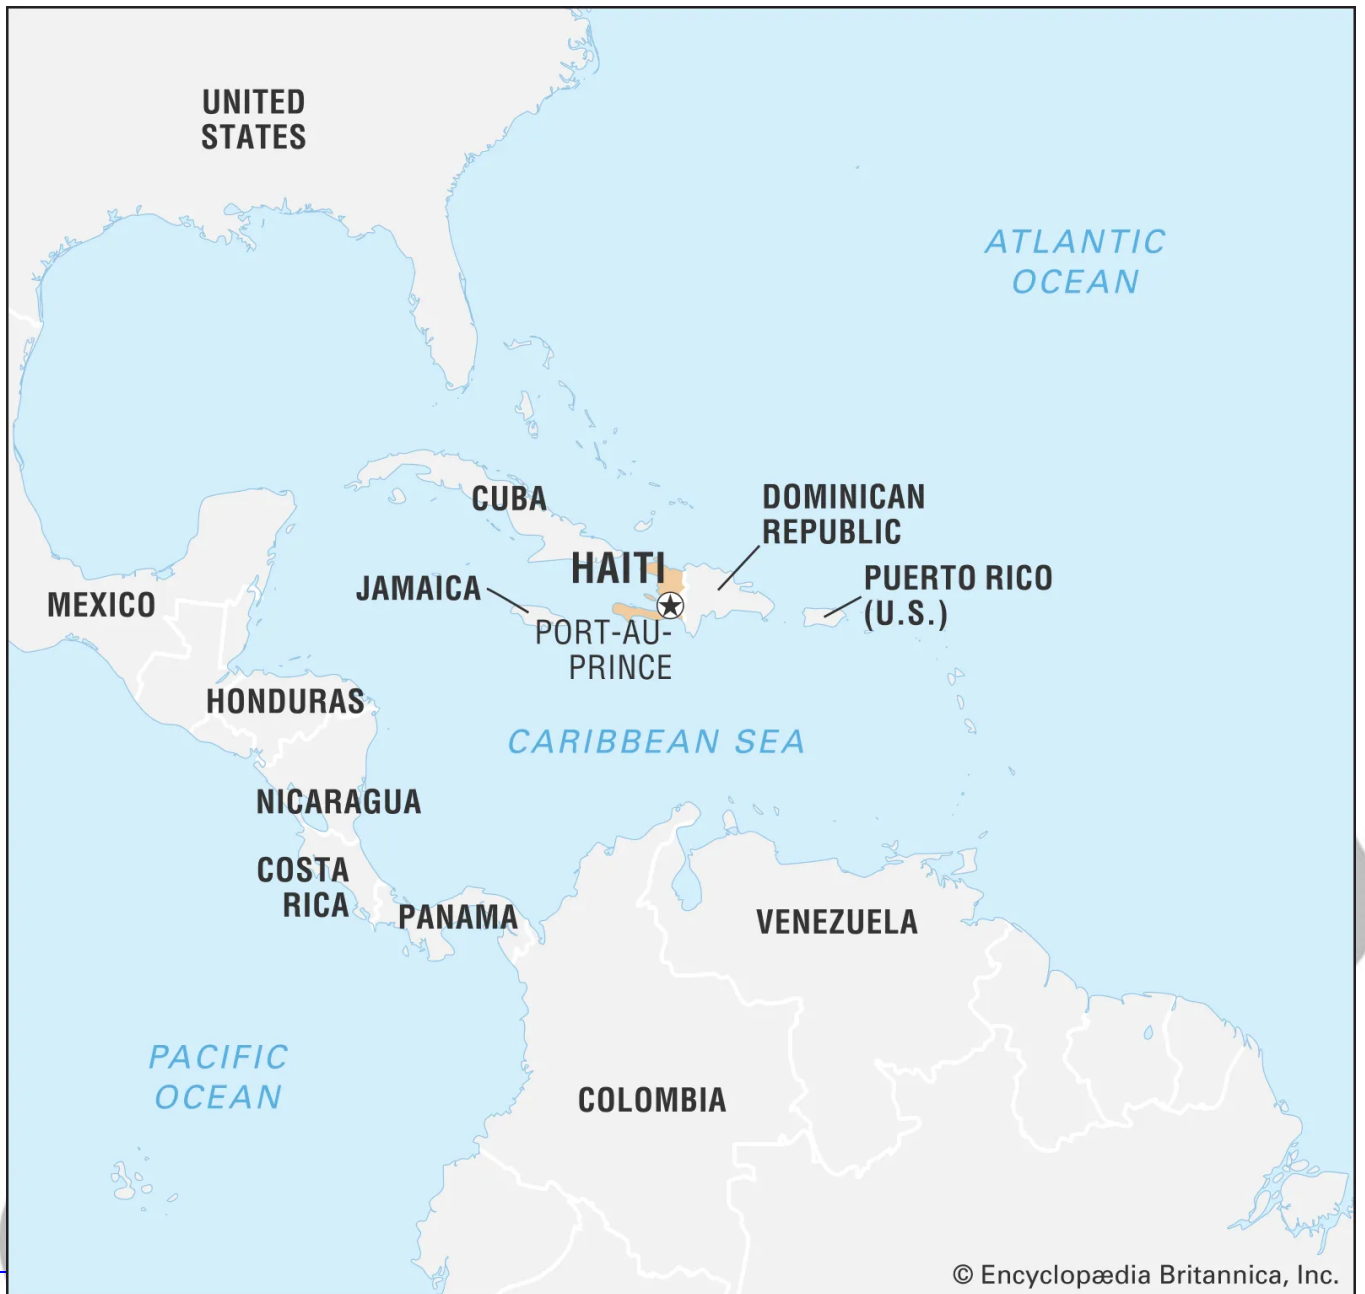 UNITED
STATES
ATLANTIC
OCEAN
CUBA
DOMINICAN
REPUBLIC
HAITI
JAMAICA
PUERTO RICO
(U.S.)
MEXICO
PORT-AU-
PRINCE
HONDURAS
CARIBBEAN SEA
NICARAGUA
COSTA
RICA
PANAMA
VENEZUELA
PACIFIC
OCEAN
COLOMBIA
© Encyclopædia Britannica, Inc.